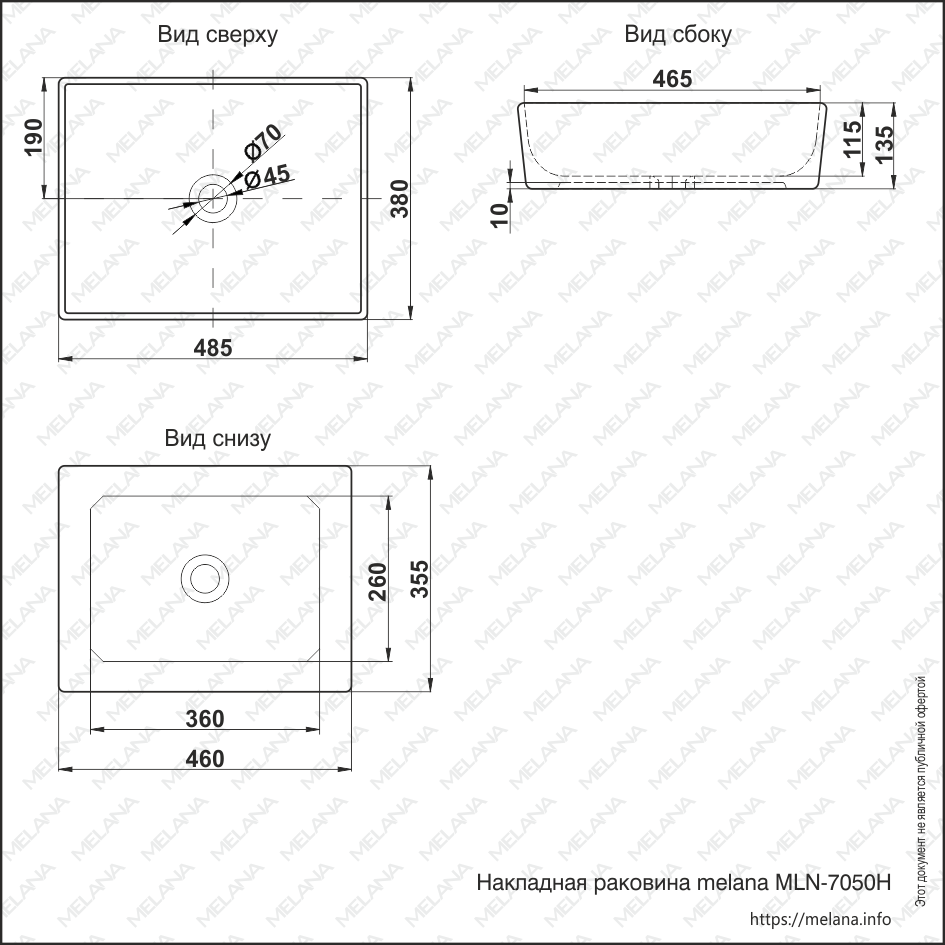 Вид сверху
Вид сбоку
190
Ø70
Ø45
380
485
465
115
135
10
Вид снизу
260
355
360
460
Накладная раковина melana MLN-7050H
https://melana.info
Этот документ не является публичной офертой
MELANA